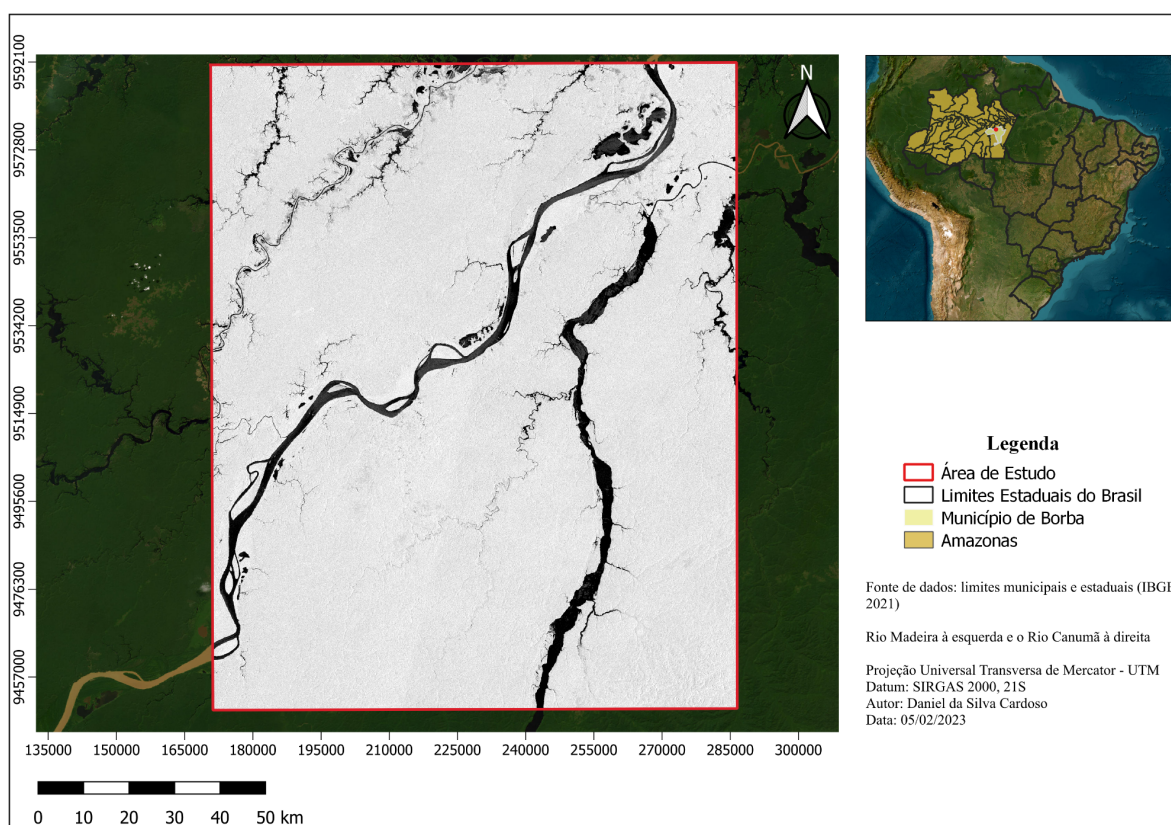 N
9592100
9572800
9553500
9534200
9514900
9495600
9476300
9457000
135000 150000 165000 180000 195000 210000 225000 240000 255000 270000 285000 300000
0 10 20 30 40 50 km
Legenda
Área de Estudo
Limites Estaduais do Brasil
Município de Borba
Amazonas
Fonte de dados: limites municipais e estaduais (IBGE
2021)
Rio Madeira à esquerda e o Rio Canumã à direita
Projeção Universal Transversa de Mercator - UTM
Datum: SIRGAS 2000, 21S
Autor: Daniel da Silva Cardoso
Data: 05/02/2023